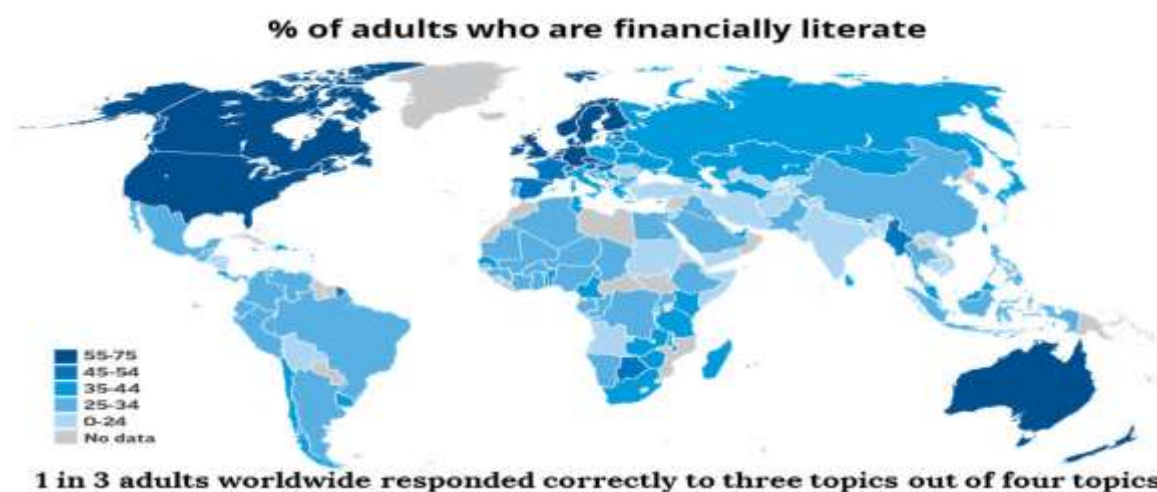 % of adults who are financially literate
55-75
45-54
35-44
25-34
0-24
No data
1 in 3 adults worldwide responded correctly to three topics out of four topics